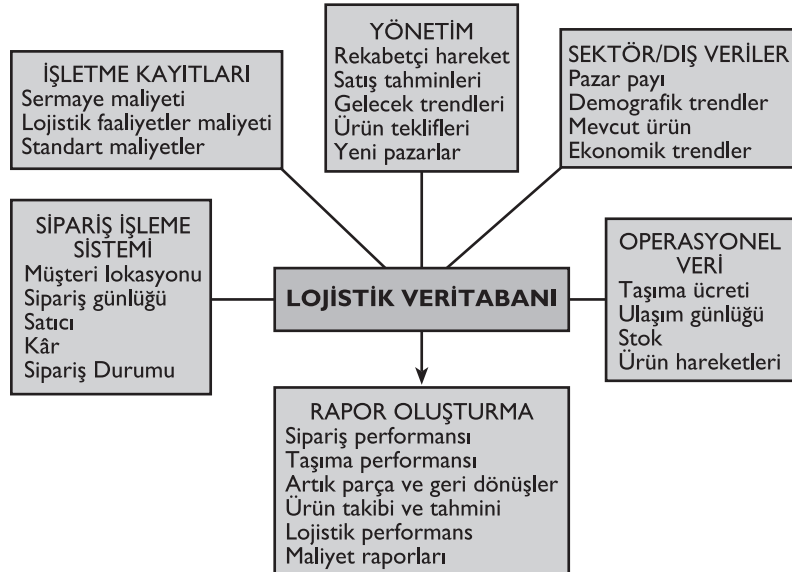 İŞLETME KAYITLARI
Sermaye maliyeti
Lojistik faaliyetler maliyeti
Standart maliyetler
YÖNETİM
Rekabetçi hareket
Satış tahminleri
Gelecek trendleri
Ürün teklifleri
Yeni pazarlar
SEKTÖR/DIŞ VERİLER
Pazar payı
Demografik trendler
Mevcut ürün
Ekonomik trendler
SİPARİŞ İŞLEME
SİSTEMİ
Müşteri lokasyonu
Sipariş günlüğü
Satıcı
Kâr
Sipariş Durumu
LOJİSTİK VERİTABANI
OPERASYONEL
VERİ
Taşıma ücreti
Ulaşım günlüğü
Stok
Ürün hareketleri
RAPOR OLUŞTURMA
Sipariş performansı
Taşıma performansı
Artık parça ve geri dönüşler
Ürün takibi ve tahmini
Lojistik performans
Maliyet raporları